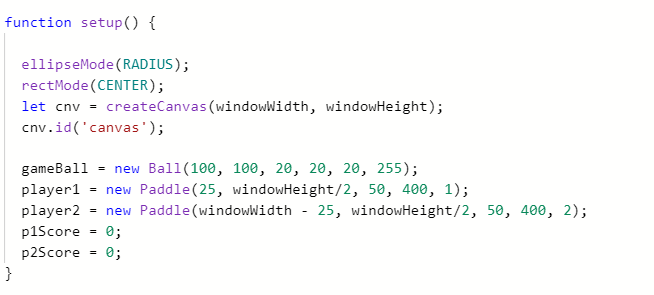 function setup() {
ellipseMode(RADIUS);
rectMode(CENTER);
let cnv = createCanvas(windowWidth, windowHeight);
cnv.id('canvas');
gameBall = new Ball(100, 100, 20, 20, 20, 255);
player1 = new Paddle(25, windowHeight/2, 50, 400, 1);
player2 = new Paddle(windowWidth - 25, windowHeight/2, 50, 400, 2);
p1Score = 0;
p2Score = 0;
}